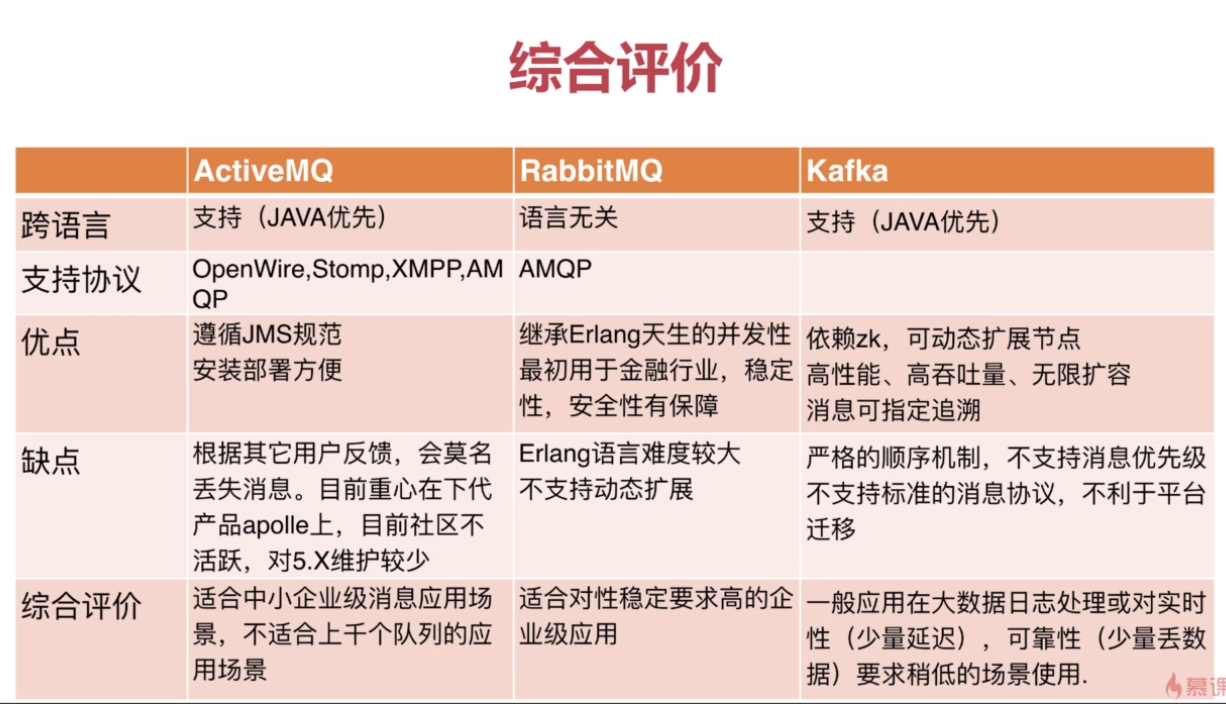 综合评价
ActiveMQ RabbitMQ Kafka
跨语言
支持（JAVA优先）
语言无关
支持（JAVA优先）
支持协议
OpenWire,Stomp,XMPP,AM
QP
AMQP
优点
遵循JMS规范
安装部署方便
继承Erlang天生的并发性
最初用于金融行业，稳定
性，安全性有保障
依赖zk，可动态扩展节点
高性能、高吞吐量、无限扩容
消息可指定追溯
缺点
根据其它用户反馈，会莫名
丢失消息。目前重心在下代
产品apolle上，目前社区不
活跃，对5.X维护较少
Erlang语言难度较大
不支持动态扩展
严格的顺序机制，不支持消息优先级
不支持标准的消息协议，不利于平台
迁移
综合评价
适合中小企业级消息应用场
景，不适合上千个队列的应
用场景
适合对性稳定要求高的企
业级应用
一般应用在大数据日志处理或对实时
性（少量延迟），可靠性（少量丢数
据）要求稍低的场景使用.
慕课